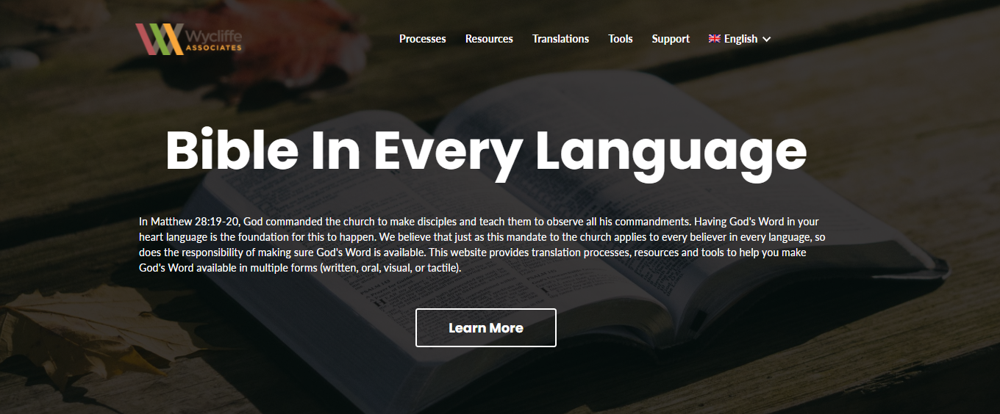 Wycliffe
ASSOCIATES
Processes Resources Translations Tools Support English
Bible In Every Language
In Matthew 28:19-20, God commanded the church to make disciples and teach them to observe all his commandments. Having God's Word in your
heart language is the foundation for this to happen. We believe that just as this mandate to the church applies to every believer in every language, so
does the responsibility of making sure God's Word is available. This website provides translation processes, resources and tools to help you make
God's Word available in multiple forms (written, oral, visual, or tactile).
Learn More